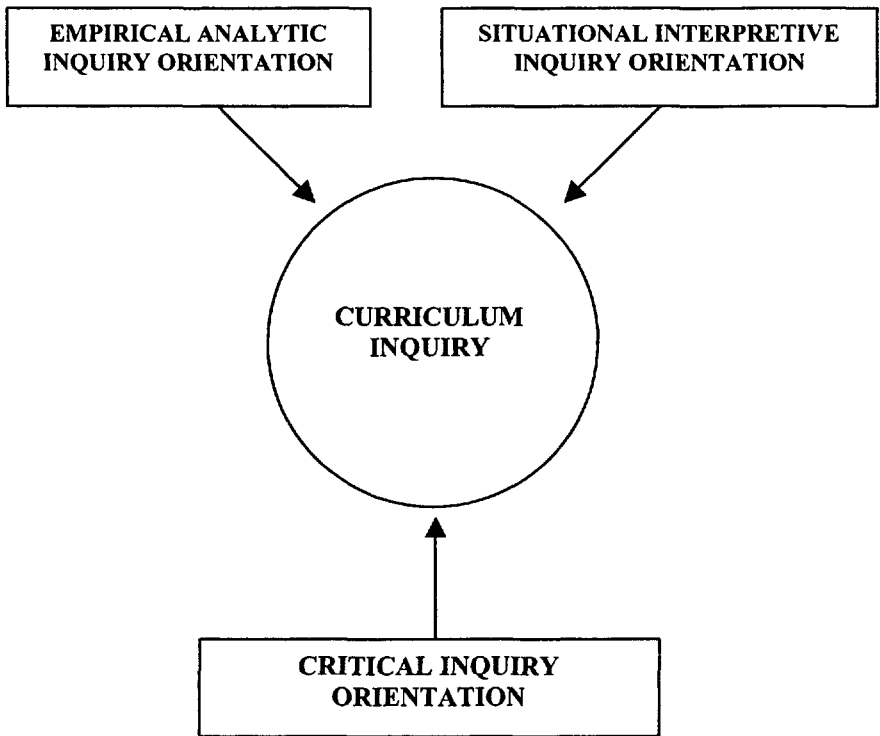 EMPIRICAL ANALYTIC
INQUIRY ORIENTATION
SITUATIONAL INTERPRETIVE
INQUIRY ORIENTATION
CURRICULUM
INQUIRY
CRITICAL INQUIRY
ORIENTATION